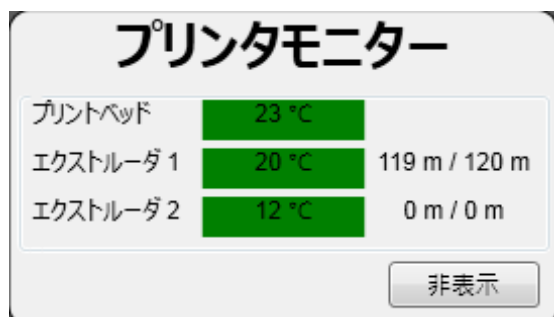 プリンタモニター
プリントベッド 23 °C
エクストルーダ 1 20 °C 119 m / 120 m
エクストルーダ 2 12 °C 0 m / 0 m
非表示